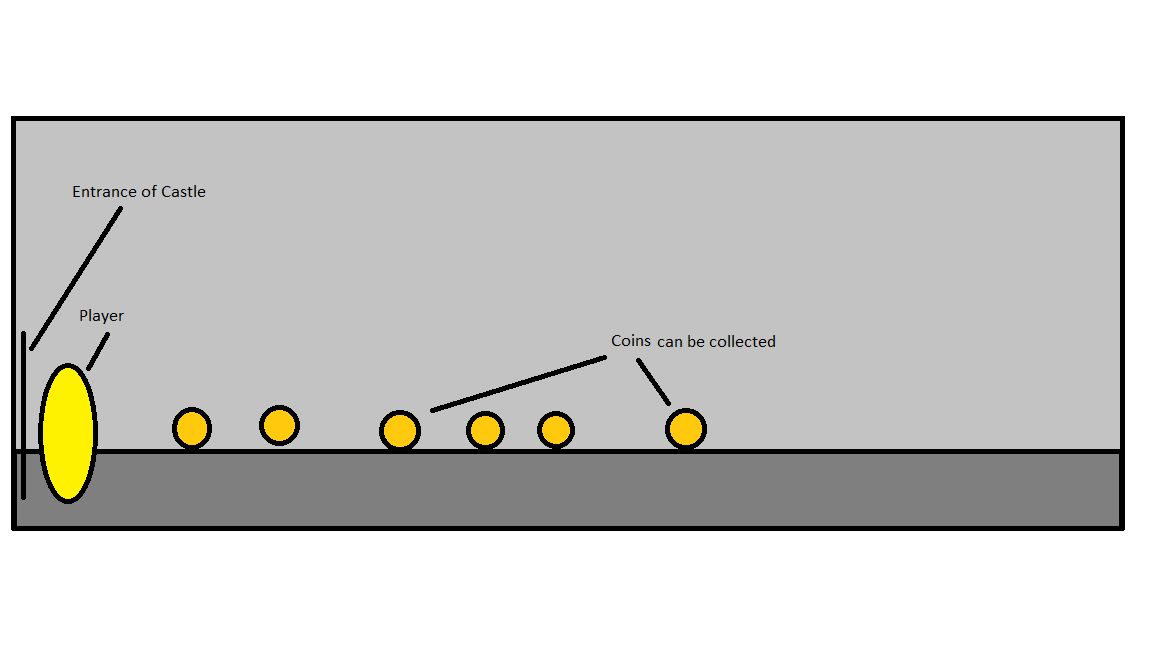 Entrance of Castle
Player
Coins can be collected